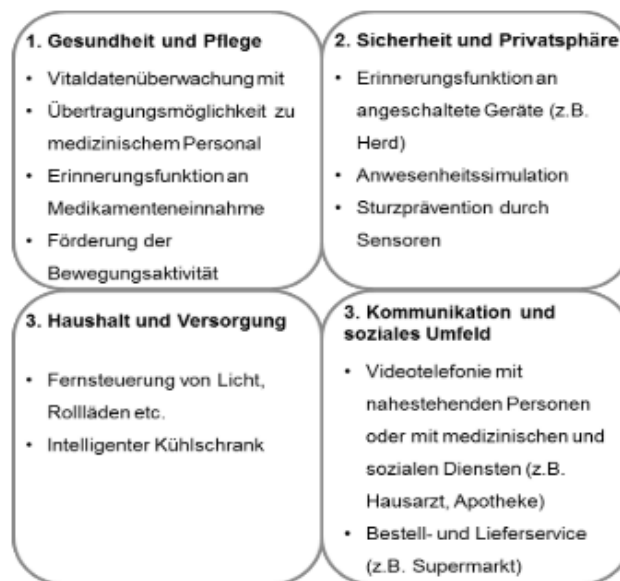 1. Gesundheit und Pflege
• Vitaldatenüberwachung mit
• Übertragungsmöglichkeit zu
medizinischem Personal
• Erinnerungsfunktion an
Medikamenteneinnahme
• Förderung der
Bewegungsaktivität
2. Sicherheit und Privatsphäre
• Erinnerungsfunktion an
angeschaltete Geräte (z.B.
Herd)
• Anwesenheitssimulation
• Sturzprävention durch
Sensoren
3. Haushalt und Versorgung
• Fernsteuerung von Licht,
Rollläden etc.
• Intelligenter Kühlschrank
3. Kommunikation und
soziales Umfeld
• Videotelefonie mit
nahestehenden Personen
oder mit medizinischen und
sozialen Diensten (z.B.
Hausarzt, Apotheke)
• Bestell- und Lieferservice
(z.B. Supermarkt)